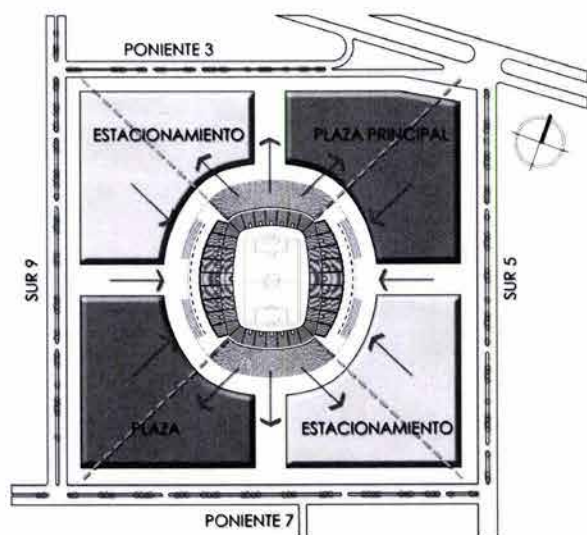 PONIENTE 3
ESTACIONAMIENTO
PLAZA PRINCIPAL
SUR 9
SUR 5
PLAZA
ESTACIONAMIENTO
PONIENTE 7